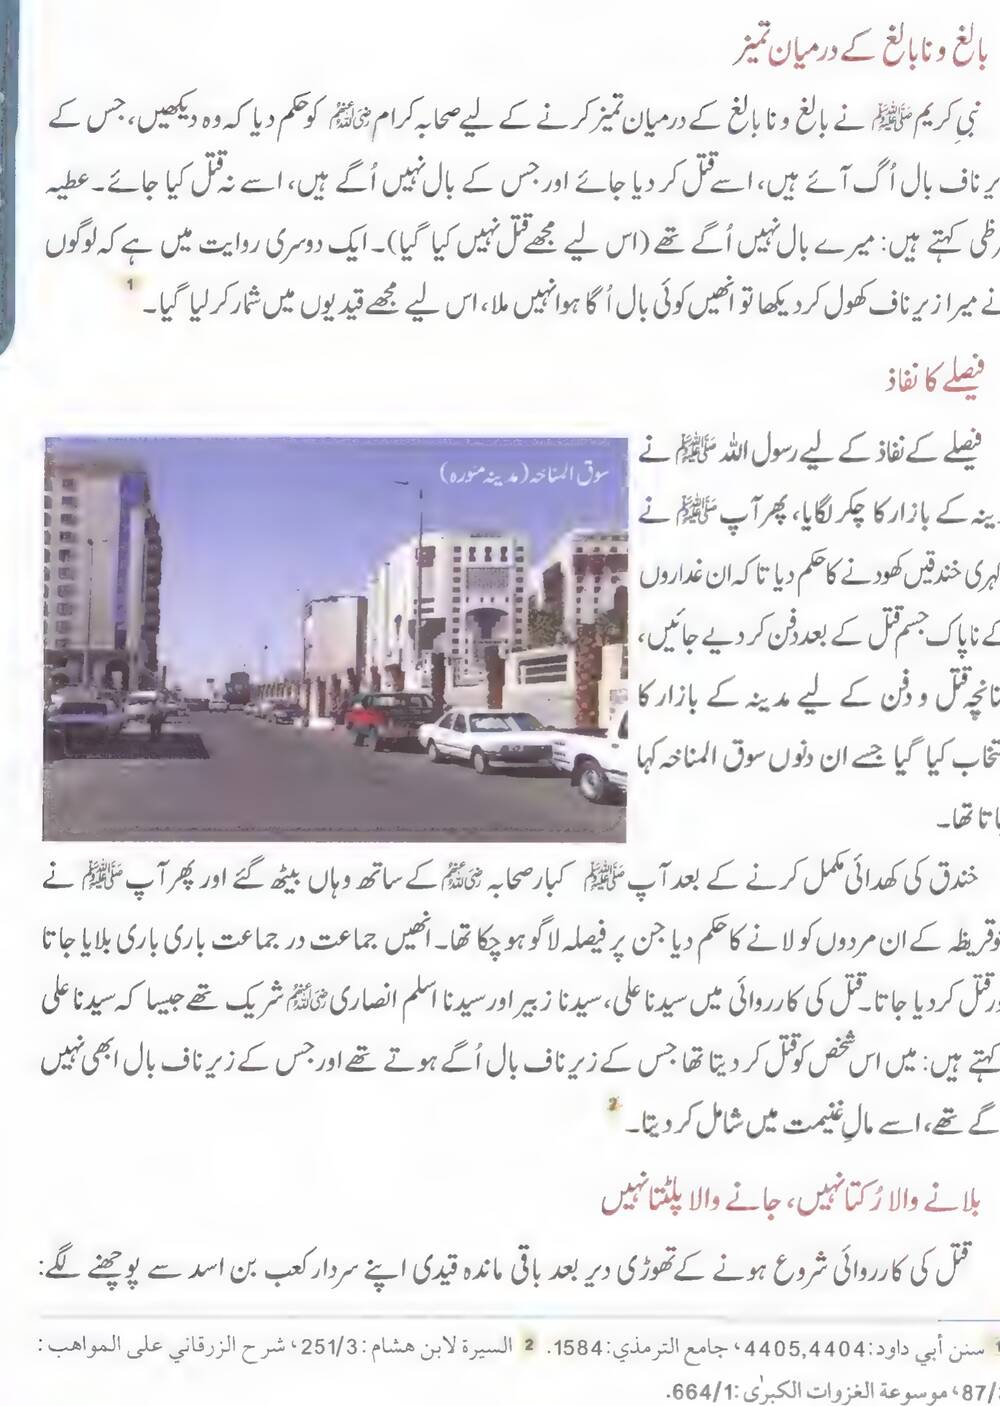 بالغ و نابالغ کے درمیان تمیز
نبی کریم ﷺ نے بالغ و نابالغ کے درمیان تمیز کرنے کے لیے صحابہ کرام رضی اللہ عنہم کو حکم دیا کہ وہ دیکھیں، جس کے
یر ناف بال اُگ آئے ہیں، اسے قتل کر دیا جائے اور جس کے بال نہیں اُگے ہیں، اسے نہ قتل کیا جائے۔ عطیہ
ظی کہتے ہیں: میرے بال نہیں اُگے تھے (اس لیے مجھے قتل نہیں کیا گیا)۔ ایک دوسری روایت میں ہے کہ لوگوں
نے میرا زیر ناف کھول کر دیکھا تو انھیں کوئی بال اُگا ہوا نہیں ملا، اس لیے مجھے قیدیوں میں شمار کر لیا گیا۔ 1
فیصلے کا نفاذ
فیصلے کے نفاذ کے لیے رسول اللہ ﷺ نے
ینہ کے بازار کا چکر لگایا، پھر آپ ﷺ نے
ہری خندقیں کھودنے کا حکم دیا تاکہ ان غداروں
کے ناپاک جسم قتل کے بعد دفن کر دیے جائیں،
نانچہ قتل و دفن کے لیے مدینہ کے بازار کا
تخاب کیا گیا جسے ان دنوں سوق المناخہ کہا
اتا تھا۔
سوق المناخہ (مدینہ منورہ)
خندق کی کھدائی مکمل کرنے کے بعد آپ ﷺ کبار صحابہ رضی اللہ عنہم کے ساتھ وہاں بیٹھ گئے اور پھر آپ ﷺ نے
نوقریظہ کے ان مردوں کو لانے کا حکم دیا جن پر فیصلہ لاگو ہو چکا تھا۔ انھیں جماعت در جماعت باری باری بلایا جاتا
ور قتل کر دیا جاتا۔ قتل کی کارروائی میں سیدنا علی، سیدنا زبیر اور سیدنا اسلم انصاری رضی اللہ عنہم شریک تھے جیسا کہ سیدنا علی
کہتے ہیں: میں اس شخص کو قتل کر دیتا تھا جس کے زیر ناف بال اُگے ہوتے تھے اور جس کے زیر ناف بال ابھی نہیں
گے تھے، اسے مالِ غنیمت میں شامل کر دیتا۔ 2
بلانے والا رُکتا نہیں، جانے والا پلٹتا نہیں
قتل کی کارروائی شروع ہونے کے تھوڑی دیر بعد باقی ماندہ قیدی اپنے سردار کعب بن اسد سے پوچھنے لگے:
1 سنن أبي داود: 4405,4404، جامع الترمذي: 1584. 2 السيرة لابن هشام: 251/3، شرح الزرقاني على المواهب:
87/، موسوعة الغزوات الكبرٰى: 664/1.